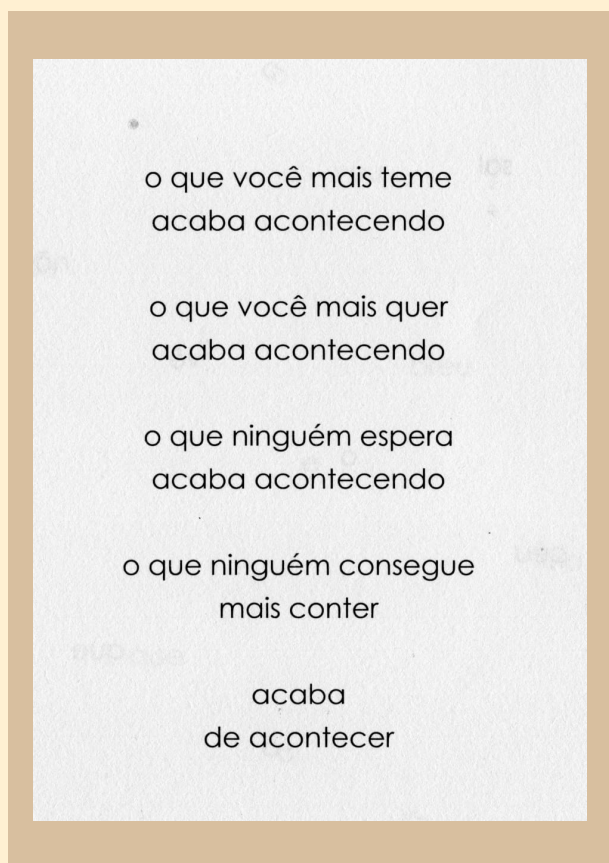 o que você mais teme
acaba acontecendo
o que você mais quer
acaba acontecendo
o que ninguém espera
acaba acontecendo
o que ninguém consegue
mais conter
acaba
de acontecer